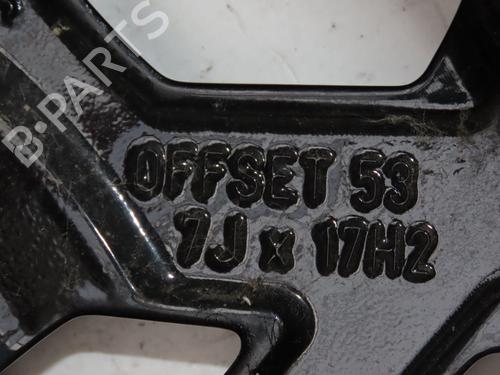 B-PARTS
OFFSET 53
7J x 17H2